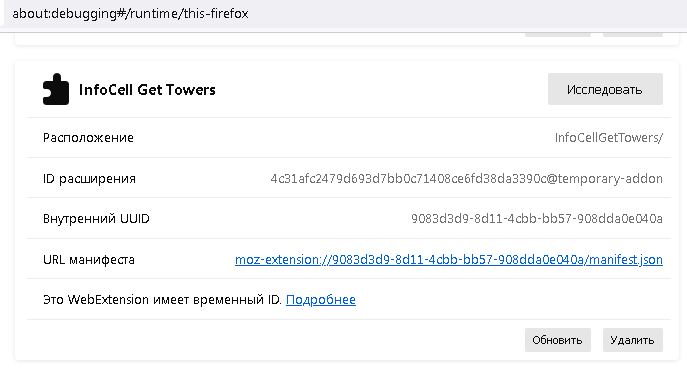 about:debugging#/runtime/this-firefox
InfoCell Get Towers
Исследовать
Расположение
InfoCellGetTowers/
ID расширения
4c31afc2479d693d7bb0c71408ce6fd38da3390c@temporary-addon
Внутренний UUID
9083d3d9-8d11-4cbb-bb57-908dda0e040a
URL манифеста
moz-extension://9083d3d9-8d11-4cbb-bb57-908dda0e040a/manifest.json
Это WebExtension имеет временный ID. Подробнее
Обновить
Удалить